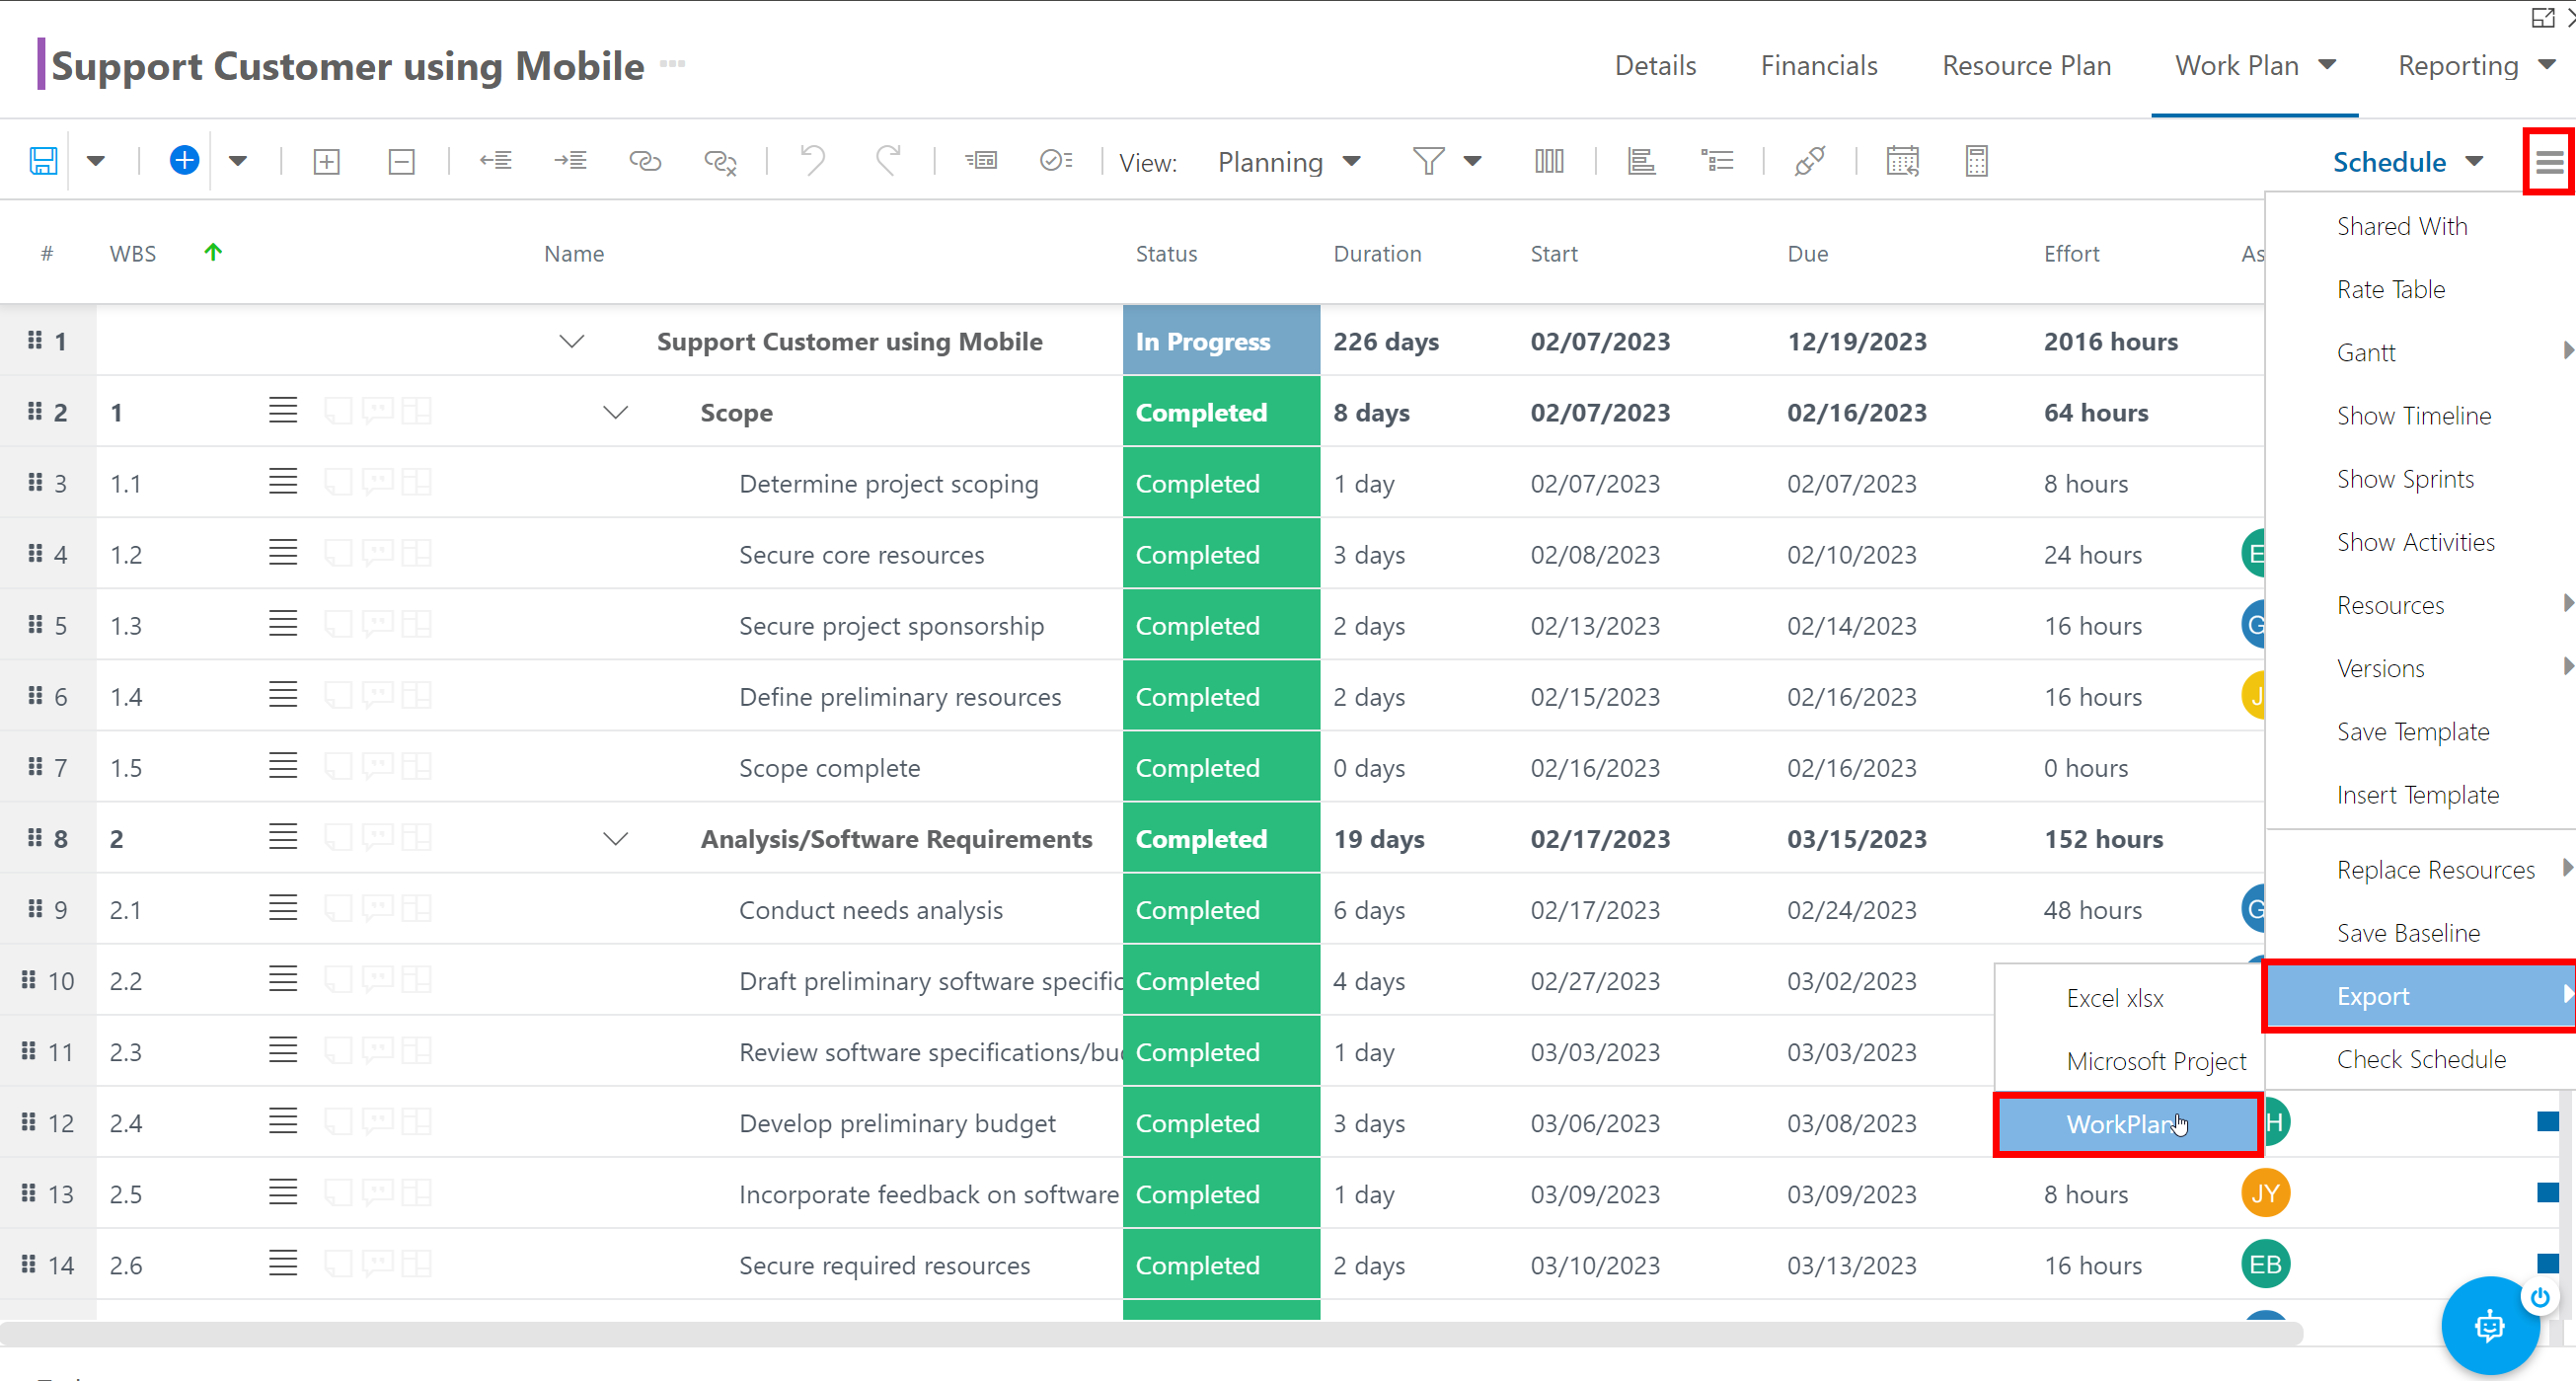 Support Customer using Mobile
Details Financials Resource Plan Work Plan Reporting
View: Planning Schedule
# WBS Name Status Duration Start Due Effort As
1 Support Customer using Mobile In Progress 226 days 02/07/2023 12/19/2023 2016 hours
2 1 Scope Completed 8 days 02/07/2023 02/16/2023 64 hours
3 1.1 Determine project scoping Completed 1 day 02/07/2023 02/07/2023 8 hours
4 1.2 Secure core resources Completed 3 days 02/08/2023 02/10/2023 24 hours E
5 1.3 Secure project sponsorship Completed 2 days 02/13/2023 02/14/2023 16 hours G
6 1.4 Define preliminary resources Completed 2 days 02/15/2023 02/16/2023 16 hours J
7 1.5 Scope complete Completed 0 days 02/16/2023 02/16/2023 0 hours
8 2 Analysis/Software Requirements Completed 19 days 02/17/2023 03/15/2023 152 hours
9 2.1 Conduct needs analysis Completed 6 days 02/17/2023 02/24/2023 48 hours G
10 2.2 Draft preliminary software specific Completed 4 days 02/27/2023 03/02/2023
11 2.3 Review software specifications/bu Completed 1 day 03/03/2023 03/03/2023
12 2.4 Develop preliminary budget Completed 3 days 03/06/2023 03/08/2023 H
13 2.5 Incorporate feedback on software Completed 1 day 03/09/2023 03/09/2023 8 hours JY
14 2.6 Secure required resources Completed 2 days 03/10/2023 03/13/2023 16 hours EB
Shared With
Rate Table
Gantt
Show Timeline
Show Sprints
Show Activities
Resources
Versions
Save Template
Insert Template
Replace Resources
Save Baseline
Export
Check Schedule
Excel xlsx
Microsoft Project
WorkPlan